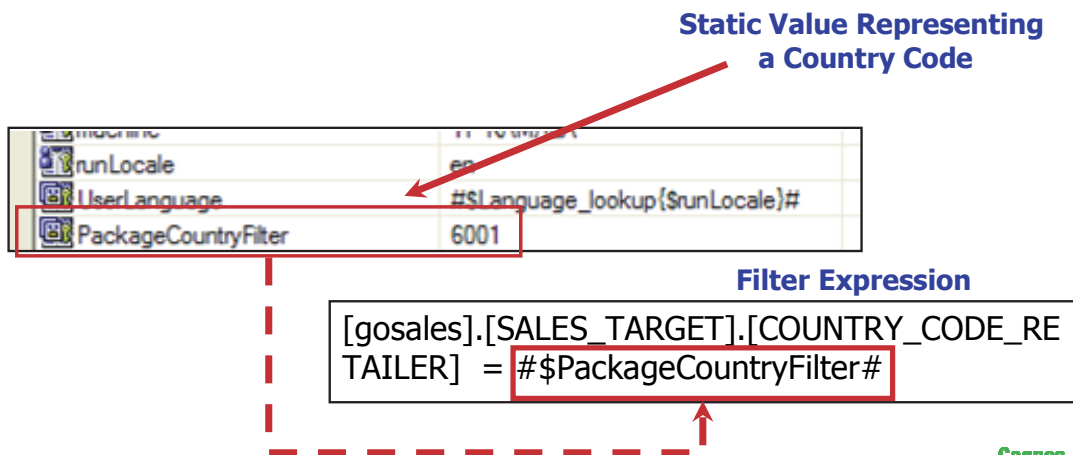 Static Value Representing
a Country Code
machine
runLocale en
UserLanguage #$Language_lookup{$runLocale}#
PackageCountryFilter 6001
Filter Expression
[gosales].[SALES_TARGET].[COUNTRY_CODE_RE
TAILER] = #$PackageCountryFilter#